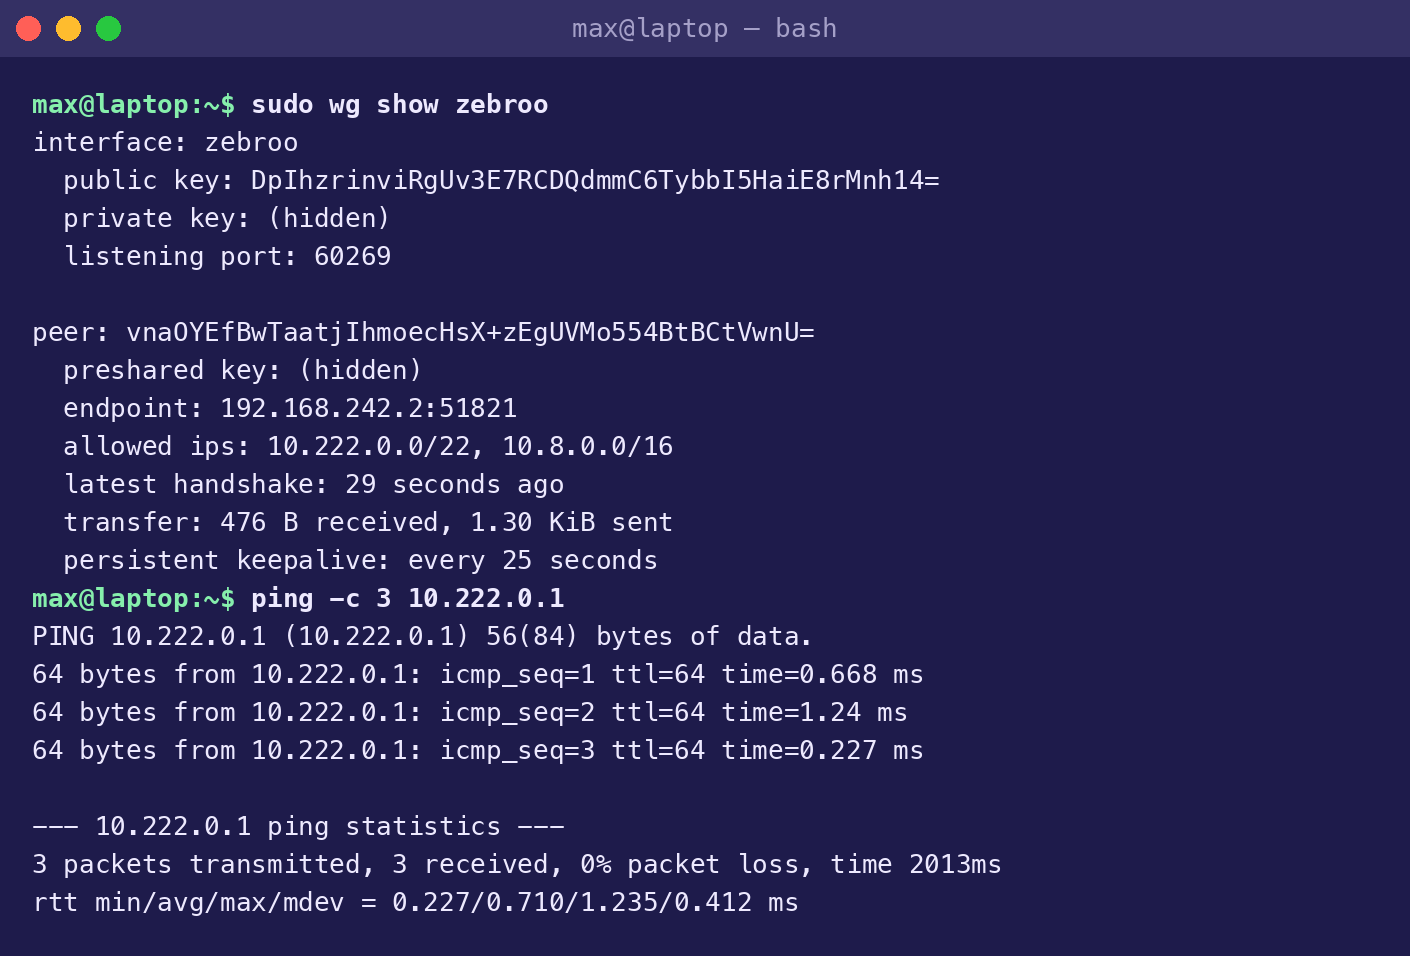 max@laptop — bash
max@laptop:~$ sudo wg show zebroo
interface: zebroo
  public key: DpIhzrinviRgUv3E7RCDQdmmC6TybbI5HaiE8rMnh14=
  private key: (hidden)
  listening port: 60269

peer: vnaOYEfBwTaatjIhmoecHsX+zEgUVMo554BtBCtVwnU=
  preshared key: (hidden)
  endpoint: 192.168.242.2:51821
  allowed ips: 10.222.0.0/22, 10.8.0.0/16
  latest handshake: 29 seconds ago
  transfer: 476 B received, 1.30 KiB sent
  persistent keepalive: every 25 seconds
max@laptop:~$ ping -c 3 10.222.0.1
PING 10.222.0.1 (10.222.0.1) 56(84) bytes of data.
64 bytes from 10.222.0.1: icmp_seq=1 ttl=64 time=0.668 ms
64 bytes from 10.222.0.1: icmp_seq=2 ttl=64 time=1.24 ms
64 bytes from 10.222.0.1: icmp_seq=3 ttl=64 time=0.227 ms

--- 10.222.0.1 ping statistics ---
3 packets transmitted, 3 received, 0% packet loss, time 2013ms
rtt min/avg/max/mdev = 0.227/0.710/1.235/0.412 ms